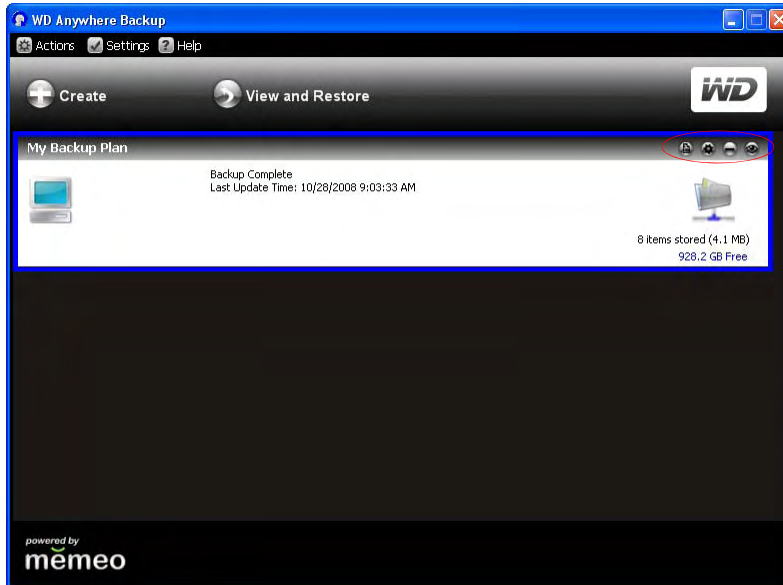 WD Anywhere Backup
Actions Settings ? Help
Create View and Restore WD
My Backup Plan
Backup Complete
Last Update Time: 10/28/2008 9:03:33 AM
8 items stored (4.1 MB)
928.2 GB Free
powered by
mĕmeo